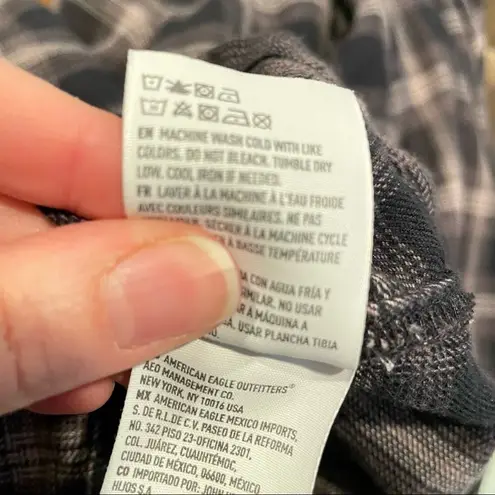 EN MACHINE WASH COLD WITH LIKE
COLORS. DO NOT BLEACH. TUMBLE DRY
LOW. COOL IRON IF NEEDED.
FR LAVER À LA MACHINE À L'EAU FROIDE
AVEC COULEURS SIMILAIRES. NE PAS
SÉCHER À LA MACHINE CYCLE
À BASSE TEMPÉRATURE
CON AGUA FRÍA Y
SIMILAR. NO USAR
A MÁQUINA A
USAR PLANCHA TIBIA
AMERICAN EAGLE OUTFITTERS®
AEO MANAGEMENT CO.
NEW YORK, NY 10016 USA
MX AMERICAN EAGLE MEXICO IMPORTS,
S. DE R.L DE C.V. PASEO DE LA REFORMA
NO. 342 PISO 23-OFICINA 2301,
COL. JUÁREZ, CUAUHTÉMOC,
CIUDAD DE MÉXICO, 06600, MÉXICO
CO IMPORTADO POR: JOHN
HIJOS S.A